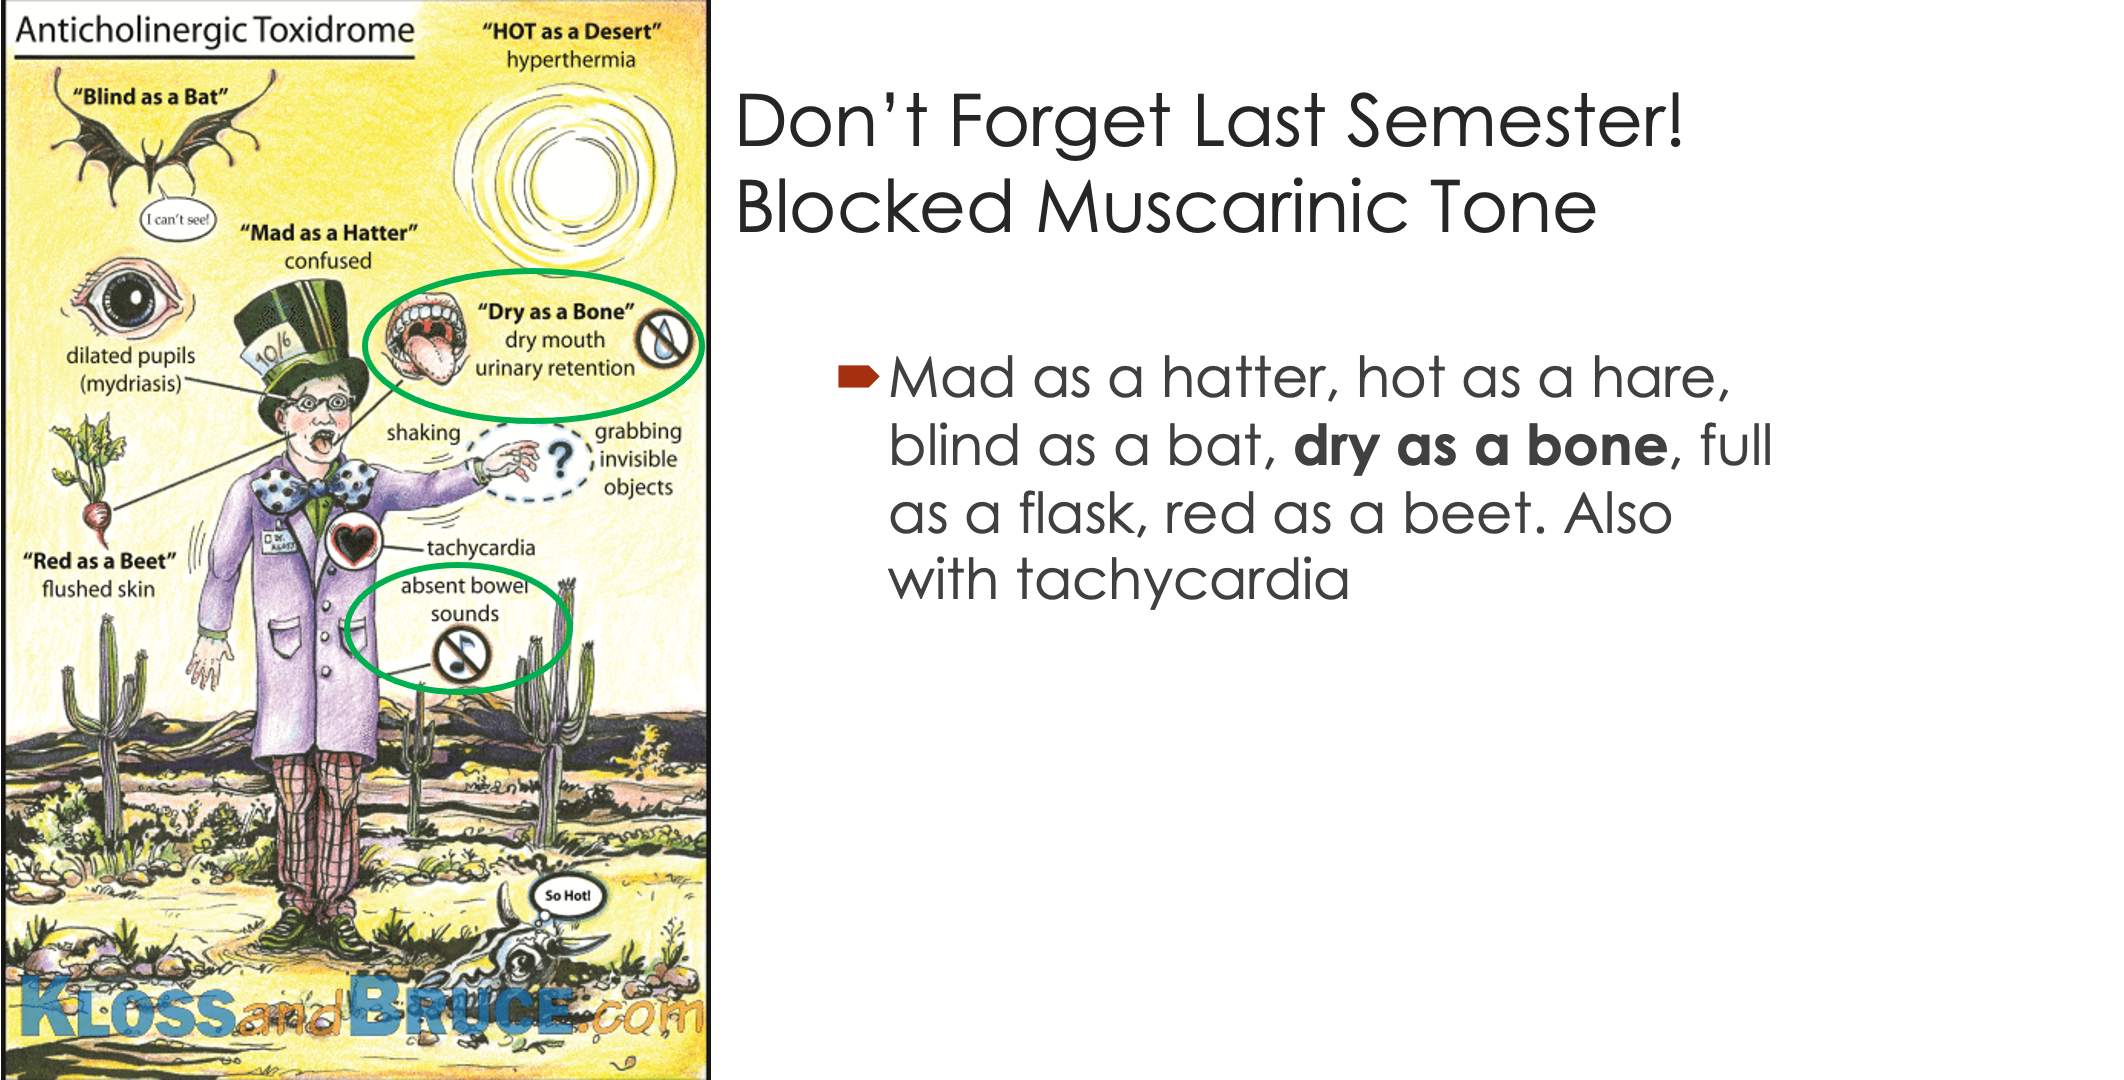 Anticholinergic Toxidrome
"HOT as a Desert"
hyperthermia
"Blind as a Bat"
I can't see!
"Mad as a Hatter"
confused
dilated pupils
(mydriasis)
10/6
"Dry as a Bone"
dry mouth
urinary retention
shaking
?
grabbing
invisible
objects
"Red as a Beet"
flushed skin
tachycardia
absent bowel
sounds
So Hot!
KLOSSandBRUCE.com
Don't Forget Last Semester!
Blocked Muscarinic Tone
Mad as a hatter, hot as a hare,
blind as a bat, dry as a bone, full
as a flask, red as a beet. Also
with tachycardia